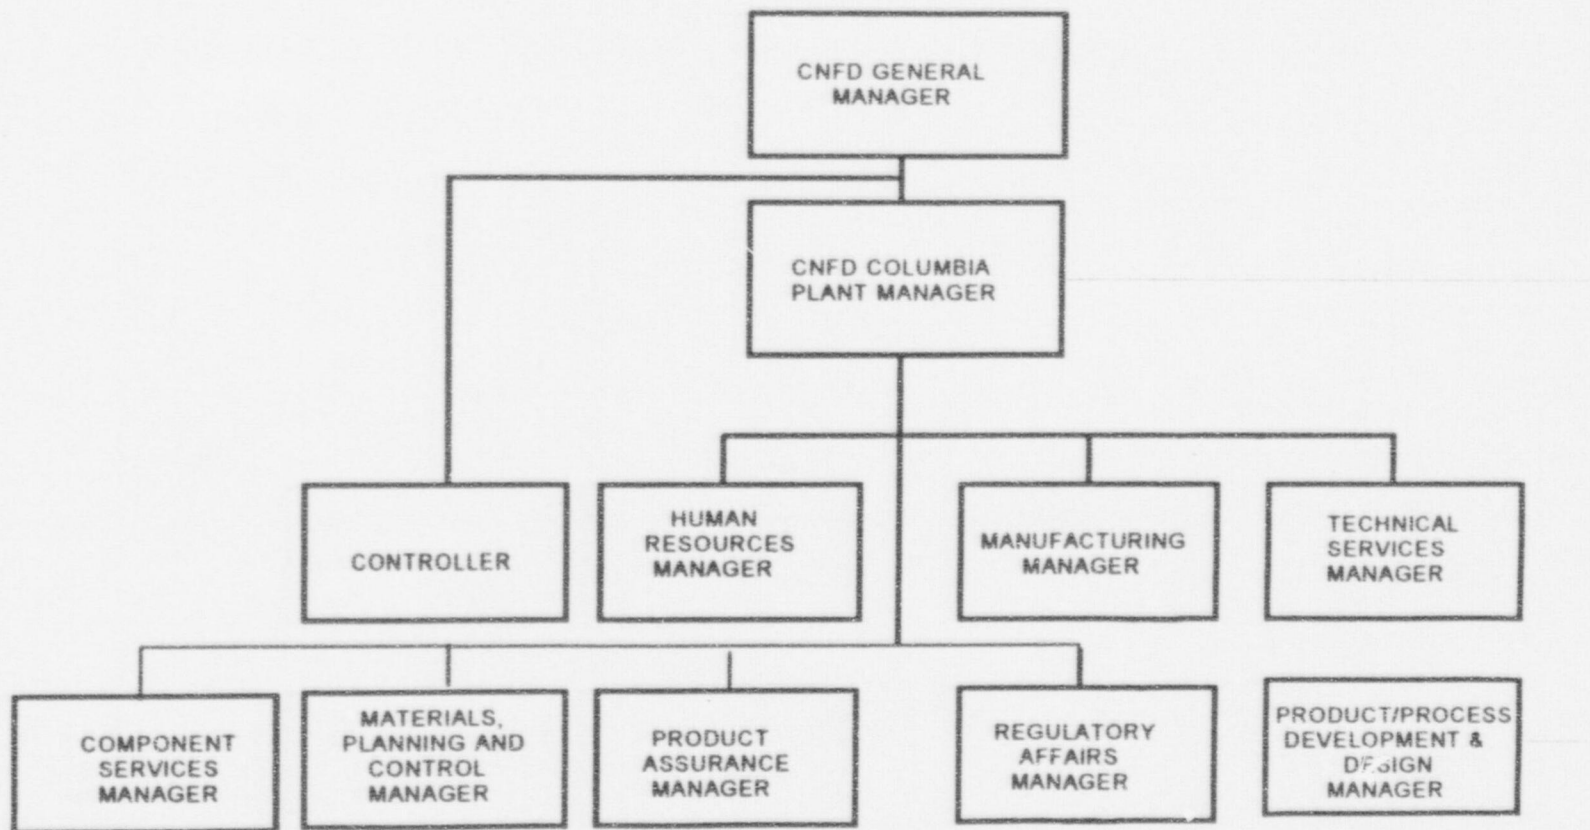 CNFD GENERAL
MANAGER
CNFD COLUMBIA
PLANT MANAGER
CONTROLLER
HUMAN
RESOURCES
MANAGER
MANUFACTURING
MANAGER
TECHNICAL
SERVICES
MANAGER
COMPONENT
SERVICES
MANAGER
MATERIALS,
PLANNING AND
CONTROL
MANAGER
PRODUCT
ASSURANCE
MANAGER
REGULATORY
AFFAIRS
MANAGER
PRODUCT/PROCESS
DEVELOPMENT &
DESIGN
MANAGER